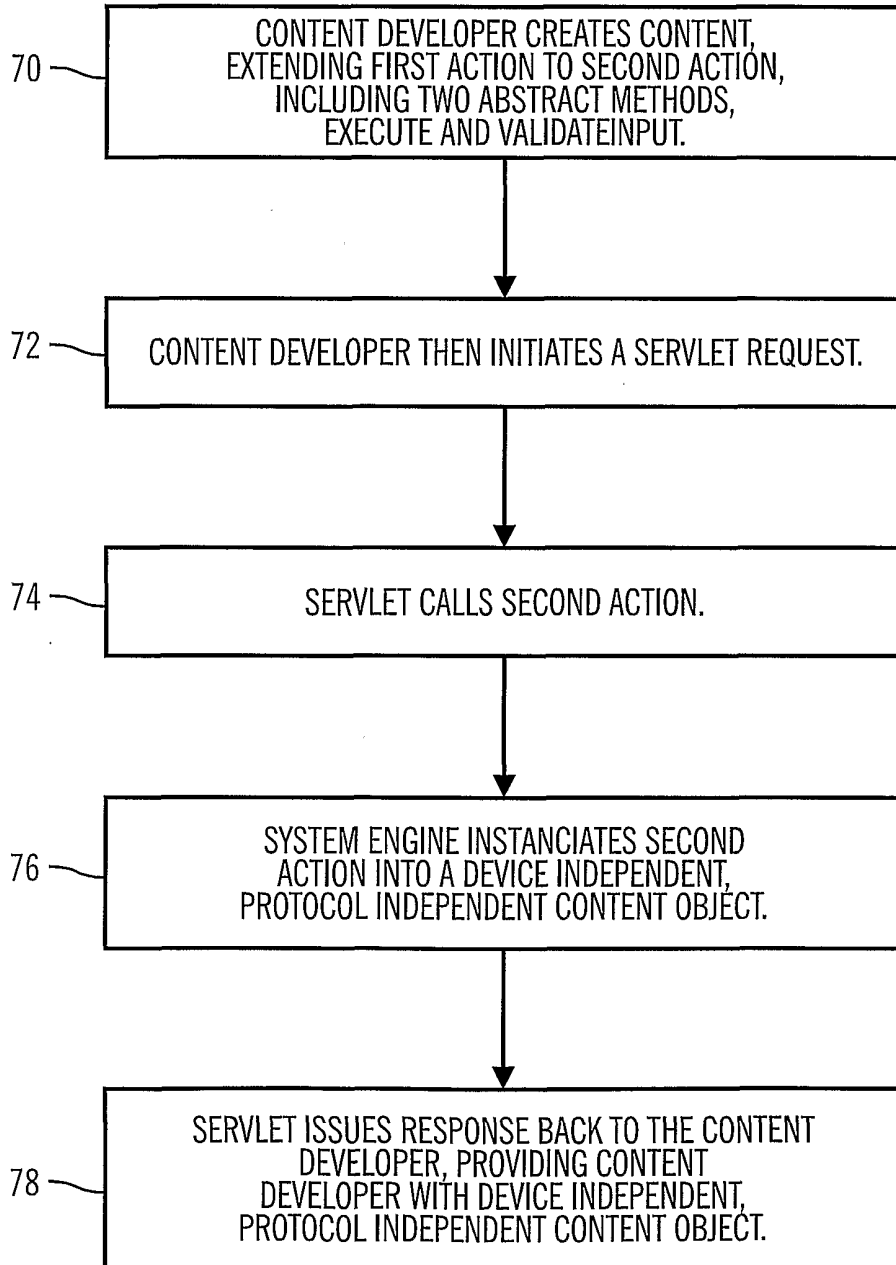 70
CONTENT DEVELOPER CREATES CONTENT,
EXTENDING FIRST ACTION TO SECOND ACTION,
INCLUDING TWO ABSTRACT METHODS,
EXECUTE AND VALIDATEINPUT.
72
CONTENT DEVELOPER THEN INITIATES A SERVLET REQUEST.
74
SERVLET CALLS SECOND ACTION.
76
SYSTEM ENGINE INSTANCIATES SECOND
ACTION INTO A DEVICE INDEPENDENT,
PROTOCOL INDEPENDENT CONTENT OBJECT.
78
SERVLET ISSUES RESPONSE BACK TO THE CONTENT
DEVELOPER, PROVIDING CONTENT
DEVELOPER WITH DEVICE INDEPENDENT,
PROTOCOL INDEPENDENT CONTENT OBJECT.